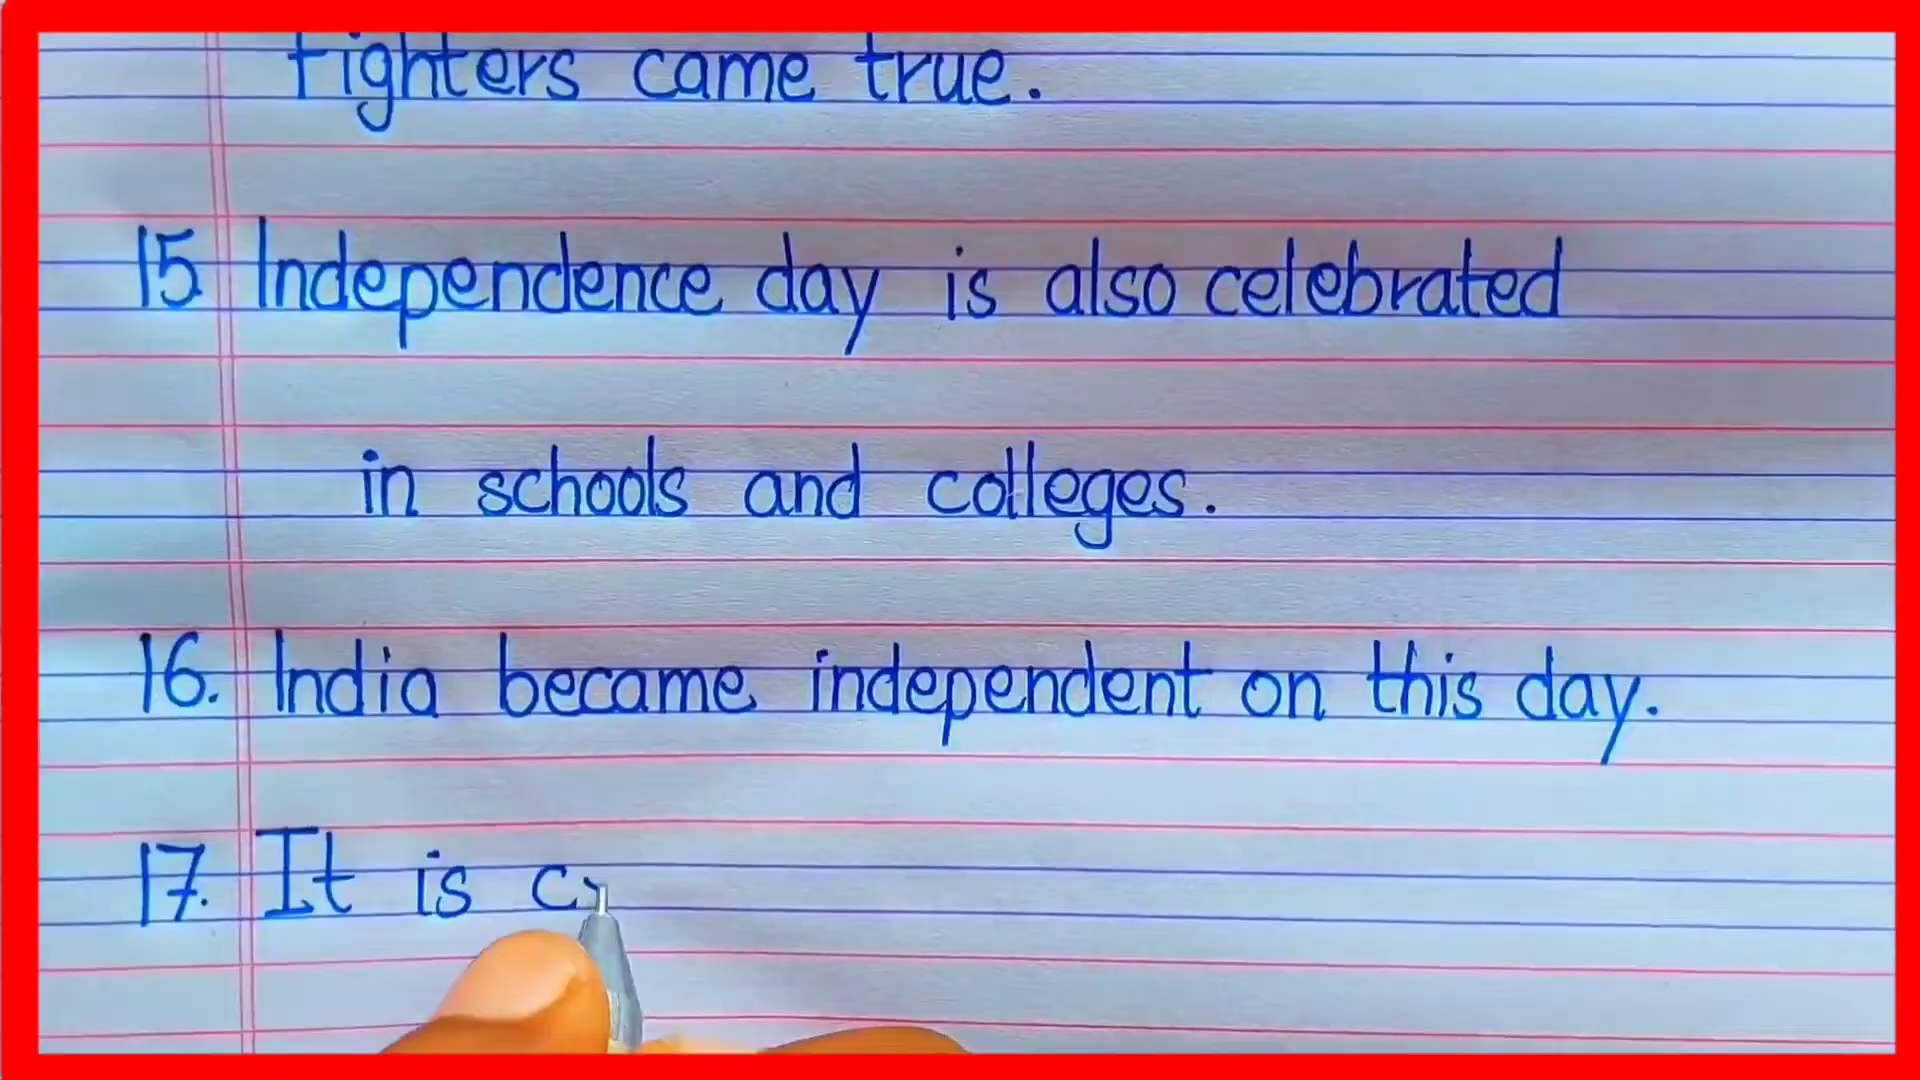 fighters came true.
15. Independence day is also celebrated
in schools and colleges.
16. India became independent on this day.
17. It is